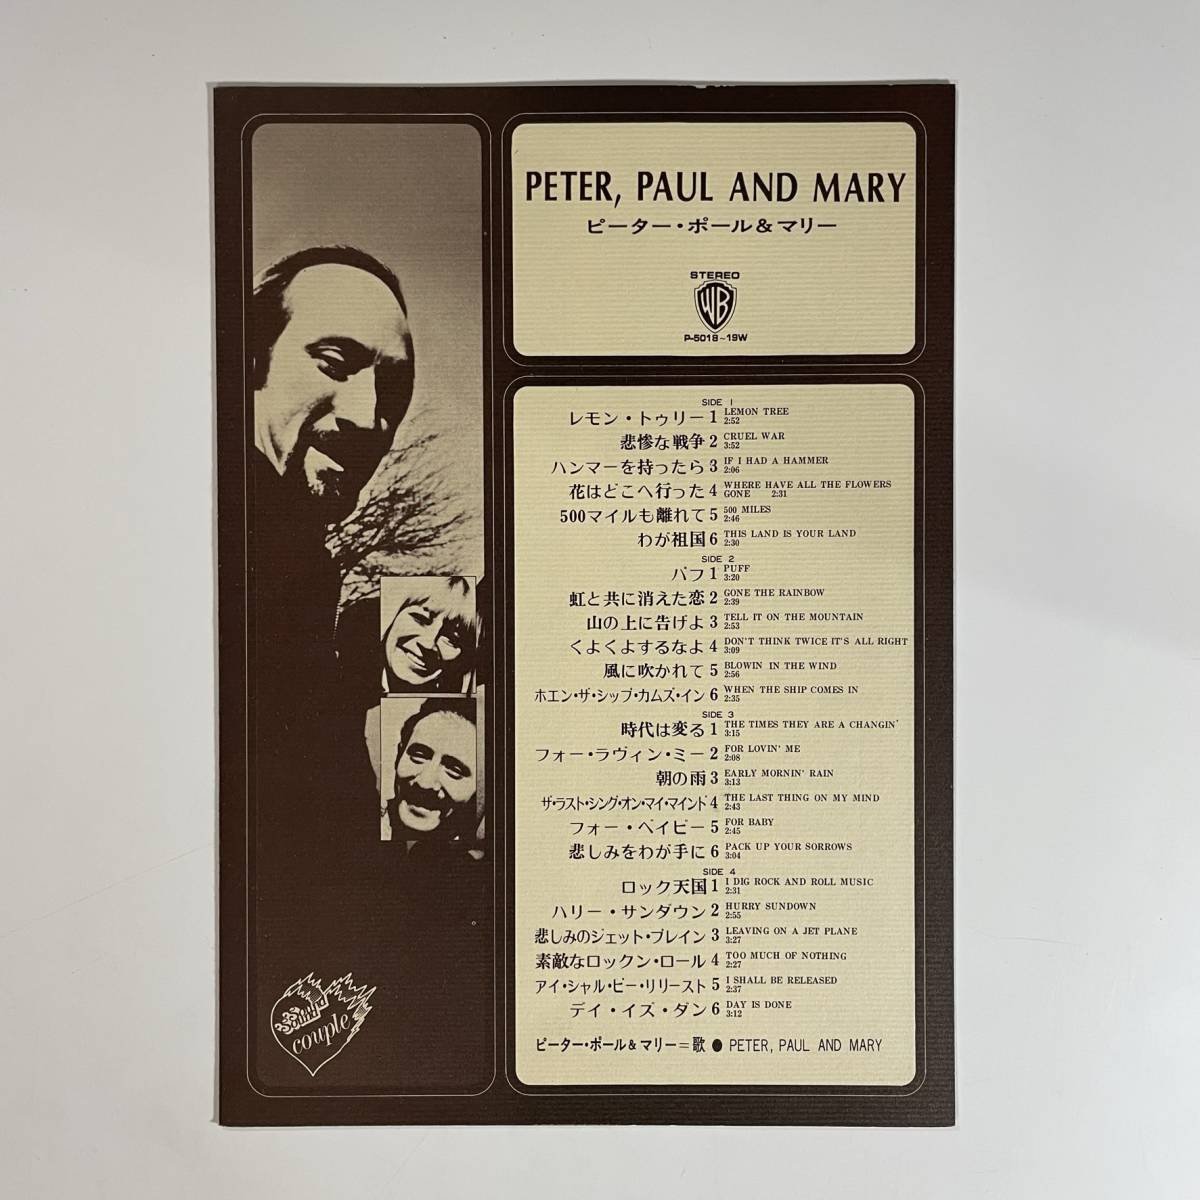 PETER, PAUL AND MARY
ピーター・ポール&マリー
STEREO
WB
P-5018~19W
SIDE 1
レモン・トゥリー 1 LEMON TREE 2:52
悲惨な戦争 2 CRUEL WAR 3:52
ハンマーを持ったら 3 IF I HAD A HAMMER 2:06
花はどこへ行った 4 WHERE HAVE ALL THE FLOWERS
GONE 2:31
500マイルも離れて 5 500 MILES 2:46
わが祖国 6 THIS LAND IS YOUR LAND 2:30
SIDE 2
パフ 1 PUFF 3:20
虹と共に消えた恋 2 GONE THE RAINBOW 2:39
山の上に告げよ 3 TELL IT ON THE MOUNTAIN 2:53
くよくよするなよ 4 DON'T THINK TWICE IT'S ALL RIGHT 3:09
風に吹かれて 5 BLOWIN IN THE WIND 2:56
ホエン・ザ・シップ・カムズ・イン 6 WHEN THE SHIP COMES IN 2:35
SIDE 3
時代は変る 1 THE TIMES THEY ARE A CHANGIN' 3:15
フォー・ラヴィン・ミー 2 FOR LOVIN' ME 2:08
朝の雨 3 EARLY MORNIN' RAIN 3:13
ザ・ラスト・シング・オン・マイ・マインド 4 THE LAST THING ON MY MIND 2:43
フォー・ベイビー 5 FOR BABY 2:45
悲しみをわが手に 6 PACK UP YOUR SORROWS 3:04
SIDE 4
ロック天国 1 I DIG ROCK AND ROLL MUSIC 2:31
ハリー・サンダウン 2 HURRY SUNDOWN 2:55
悲しみのジェット・プレイン 3 LEAVING ON A JET PLANE 3:27
素敵なロックン・ロール 4 TOO MUCH OF NOTHING 2:27
アイ・シャル・ビー・リリースト 5 I SHALL BE RELEASED 2:37
デイ・イズ・ダン 6 DAY IS DONE 3:12
ピーター・ポール&マリー=歌 ● PETER, PAUL AND MARY
Sound
couple